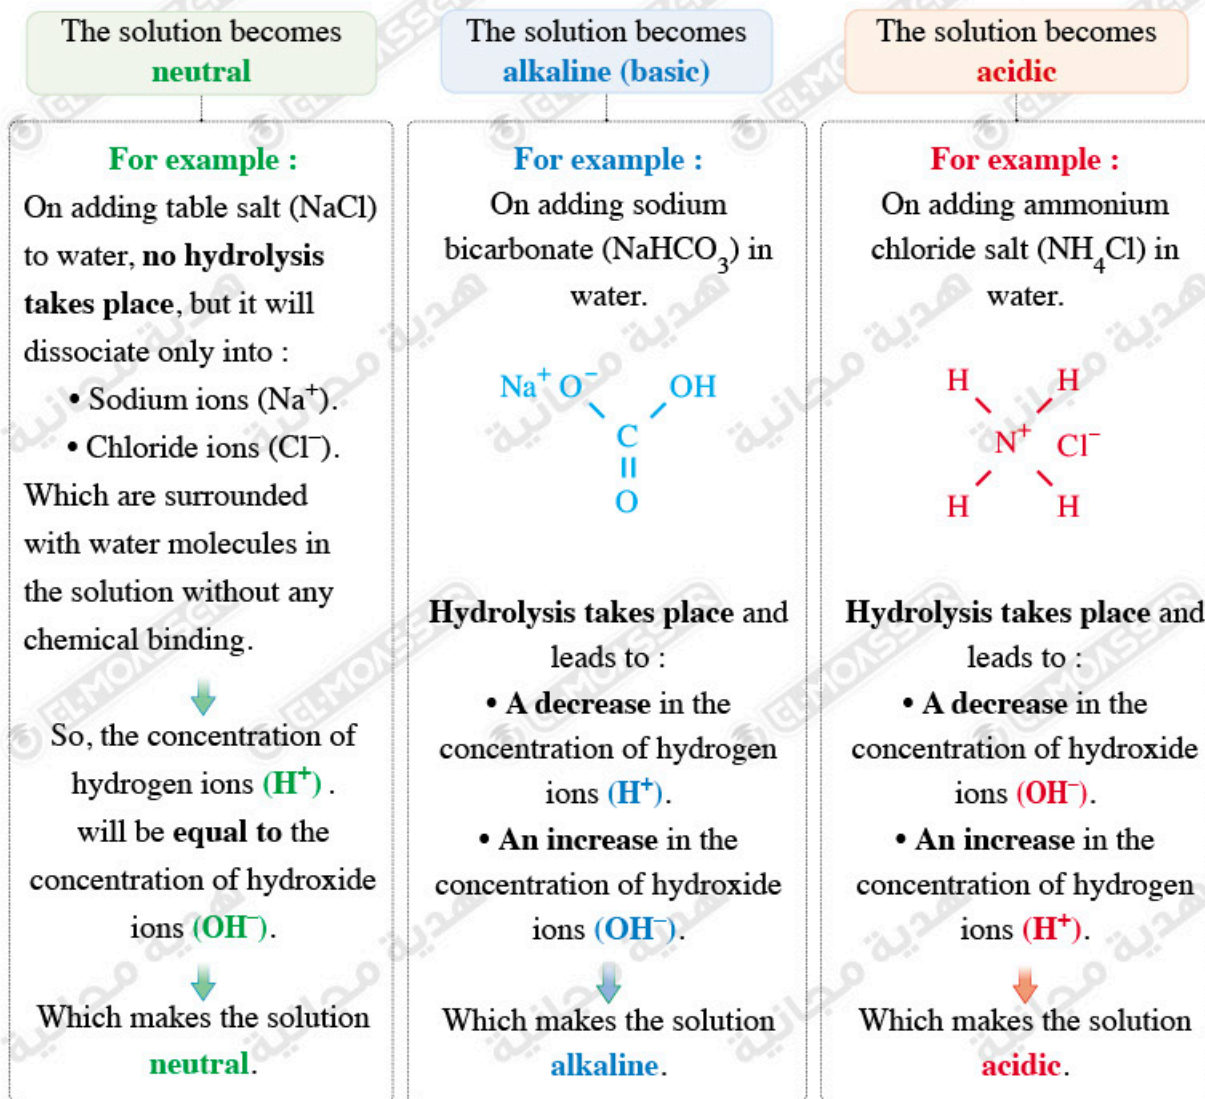 The solution becomes
neutral
For example :
On adding table salt (NaCl)
to water, no hydrolysis
takes place, but it will
dissociate only into :
• Sodium ions (Na⁺).
• Chloride ions (Cl⁻).
Which are surrounded
with water molecules in
the solution without any
chemical binding.
So, the concentration of
hydrogen ions (H⁺) .
will be equal to the
concentration of hydroxide
ions (OH⁻).
Which makes the solution
neutral.
The solution becomes
alkaline (basic)
For example :
On adding sodium
bicarbonate (NaHCO₃) in
water.
Na⁺ O⁻ OH
C
O
Hydrolysis takes place and
leads to :
• A decrease in the
concentration of hydrogen
ions (H⁺).
• An increase in the
concentration of hydroxide
ions (OH⁻).
Which makes the solution
alkaline.
The solution becomes
acidic
For example :
On adding ammonium
chloride salt (NH₄Cl) in
water.
H H
N⁺ Cl⁻
H H
Hydrolysis takes place and
leads to :
• A decrease in the
concentration of hydroxide
ions (OH⁻).
• An increase in the
concentration of hydrogen
ions (H⁺).
Which makes the solution
acidic.
ELMOASSER
هدية مجانية